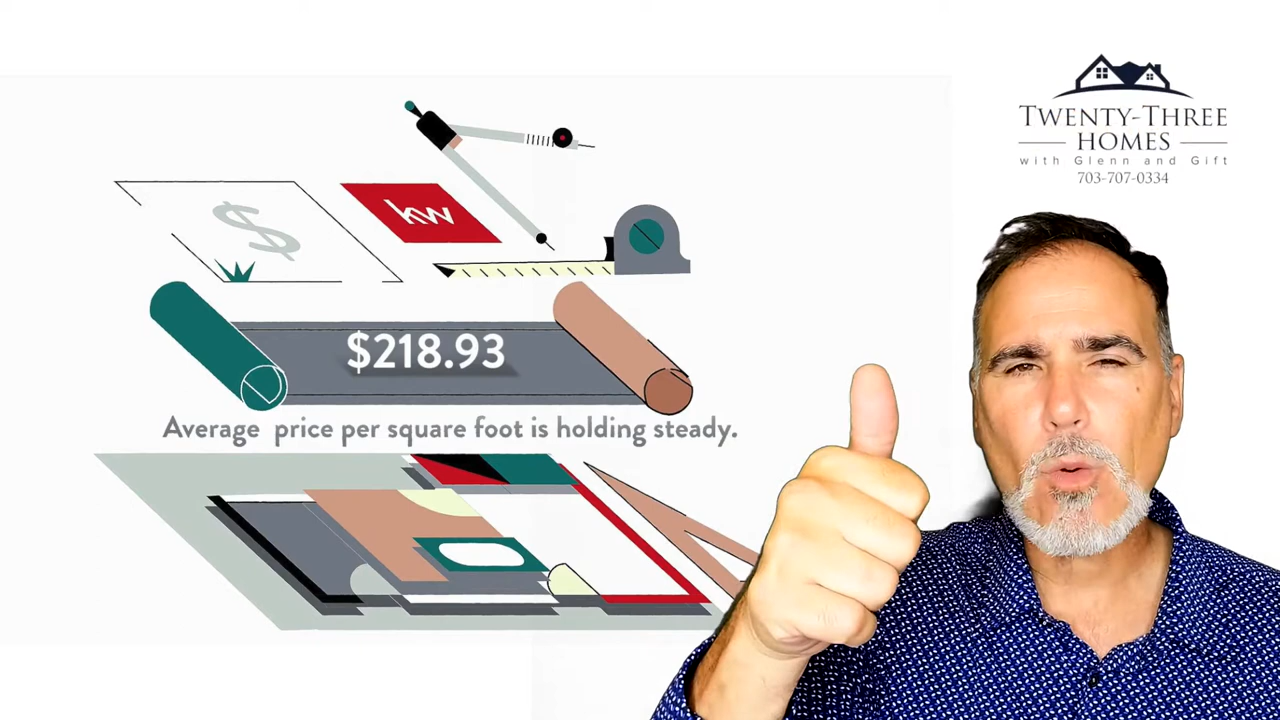 TWENTY-THREE
HOMES
with Glenn and Gift
703-707-0334
$
kw
$218.93
Average price per square foot is holding steady.